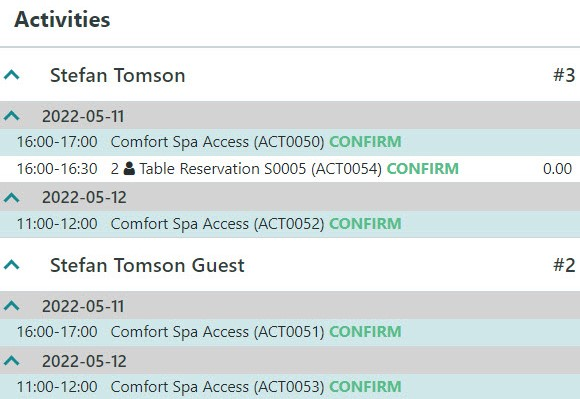 Activities
Stefan Tomson #3
2022-05-11
16:00-17:00 Comfort Spa Access (ACT0050) CONFIRM
16:00-16:30 2 Table Reservation S0005 (ACT0054) CONFIRM 0.00
2022-05-12
11:00-12:00 Comfort Spa Access (ACT0052) CONFIRM
Stefan Tomson Guest #2
2022-05-11
16:00-17:00 Comfort Spa Access (ACT0051) CONFIRM
2022-05-12
11:00-12:00 Comfort Spa Access (ACT0053) CONFIRM